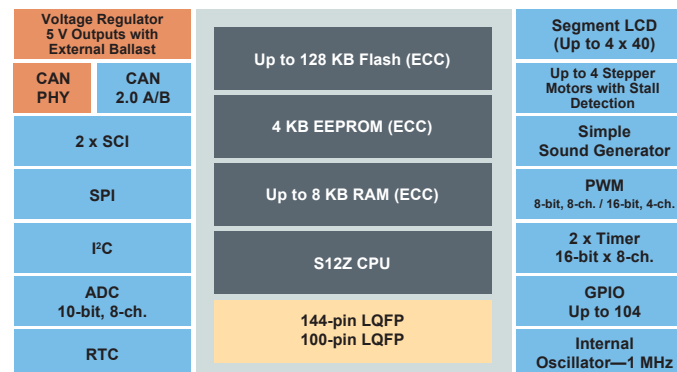 Voltage Regulator
5 V Outputs with
External Ballast
CAN
PHY
CAN
2.0 A/B
2 x SCI
SPI
I²C
ADC
10-bit, 8-ch.
RTC
Up to 128 KB Flash (ECC)
4 KB EEPROM (ECC)
Up to 8 KB RAM (ECC)
S12Z CPU
144-pin LQFP
100-pin LQFP
Segment LCD
(Up to 4 x 40)
Up to 4 Stepper
Motors with Stall
Detection
Simple
Sound Generator
PWM
8-bit, 8-ch. / 16-bit, 4-ch.
2 x Timer
16-bit x 8-ch.
GPIO
Up to 104
Internal
Oscillator—1 MHz